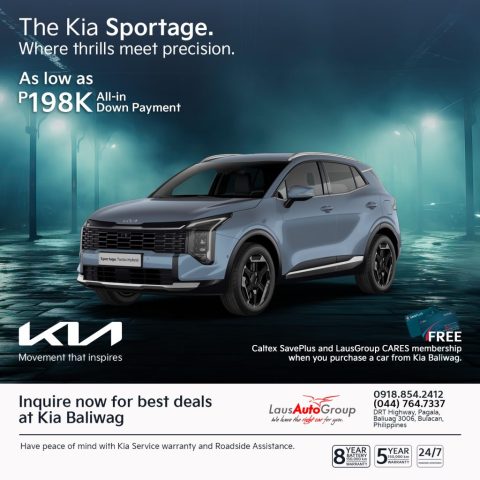 The Kia Sportage.
Where thrills meet precision.
As low as
₱198K All-in
Down Payment
KIA
Movement that inspires
FREE
Caltex SavePlus and LausGroup CARES membership
when you purchase a car from Kia Baliwag.
Inquire now for best deals
at Kia Baliwag
LausAutoGroup
We have the right car for you.
0918.854.2412
(044) 764.7337
DRT Highway, Pagala,
Baliuag 3006, Bulacan,
Philippines
Have peace of mind with Kia Service warranty and Roadside Assistance.
8 YEAR
BATTERY
WARRANTY
5 YEAR
WARRANTY
24/7